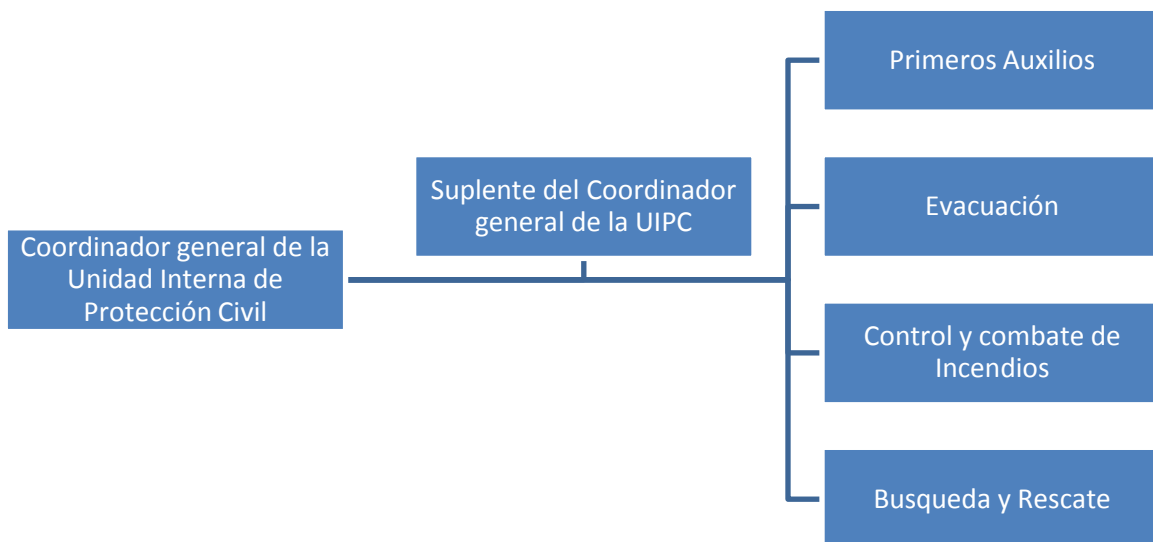 Primeros Auxilios
Suplente del Coordinador
general de la UIPC
Evacuación
Coordinador general de la
Unidad Interna de
Protección Civil
Control y combate de
Incendios
Busqueda y Rescate